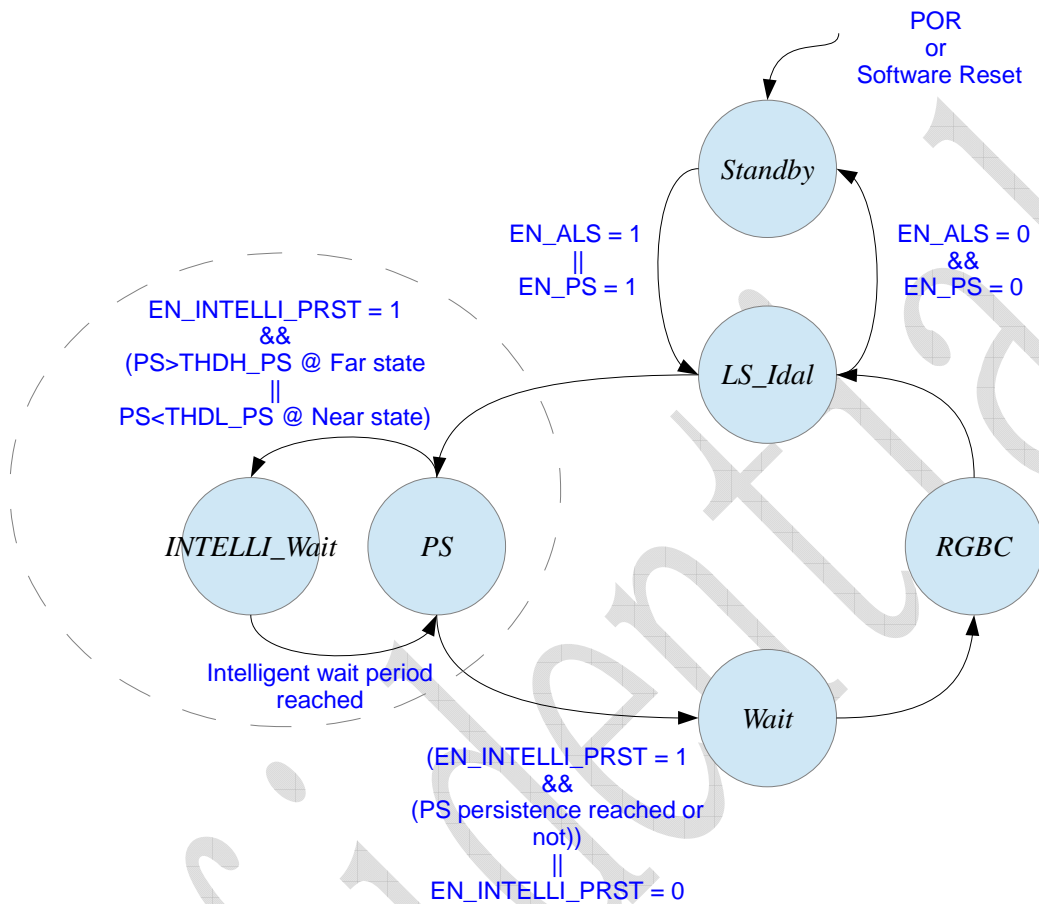 POR
or
Software Reset
Standby
EN_ALS = 1
||
EN_PS = 1
EN_ALS = 0
&&
EN_PS = 0
EN_INTELLI_PRST = 1
&&
(PS>THDH_PS @ Far state
||
PS<THDL_PS @ Near state)
LS_Idal
INTELLI_Wait
PS
RGBC
Intelligent wait period
reached
Wait
(EN_INTELLI_PRST = 1
&&
(PS persistence reached or
not))
||
EN_INTELLI_PRST = 0
fidential